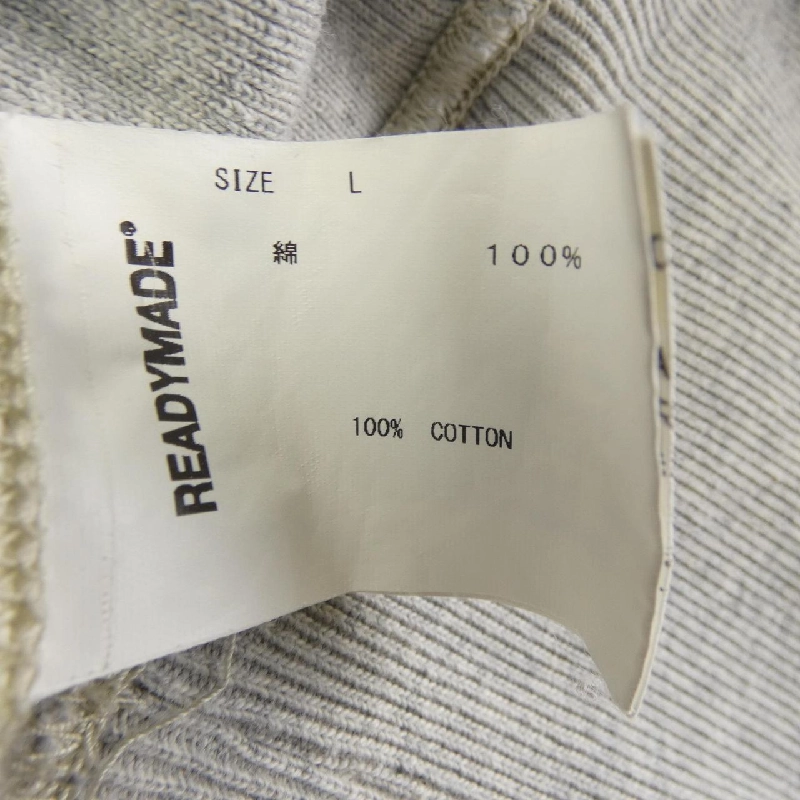 SIZE L
綿 １００%
READYMADE®
100% COTTON